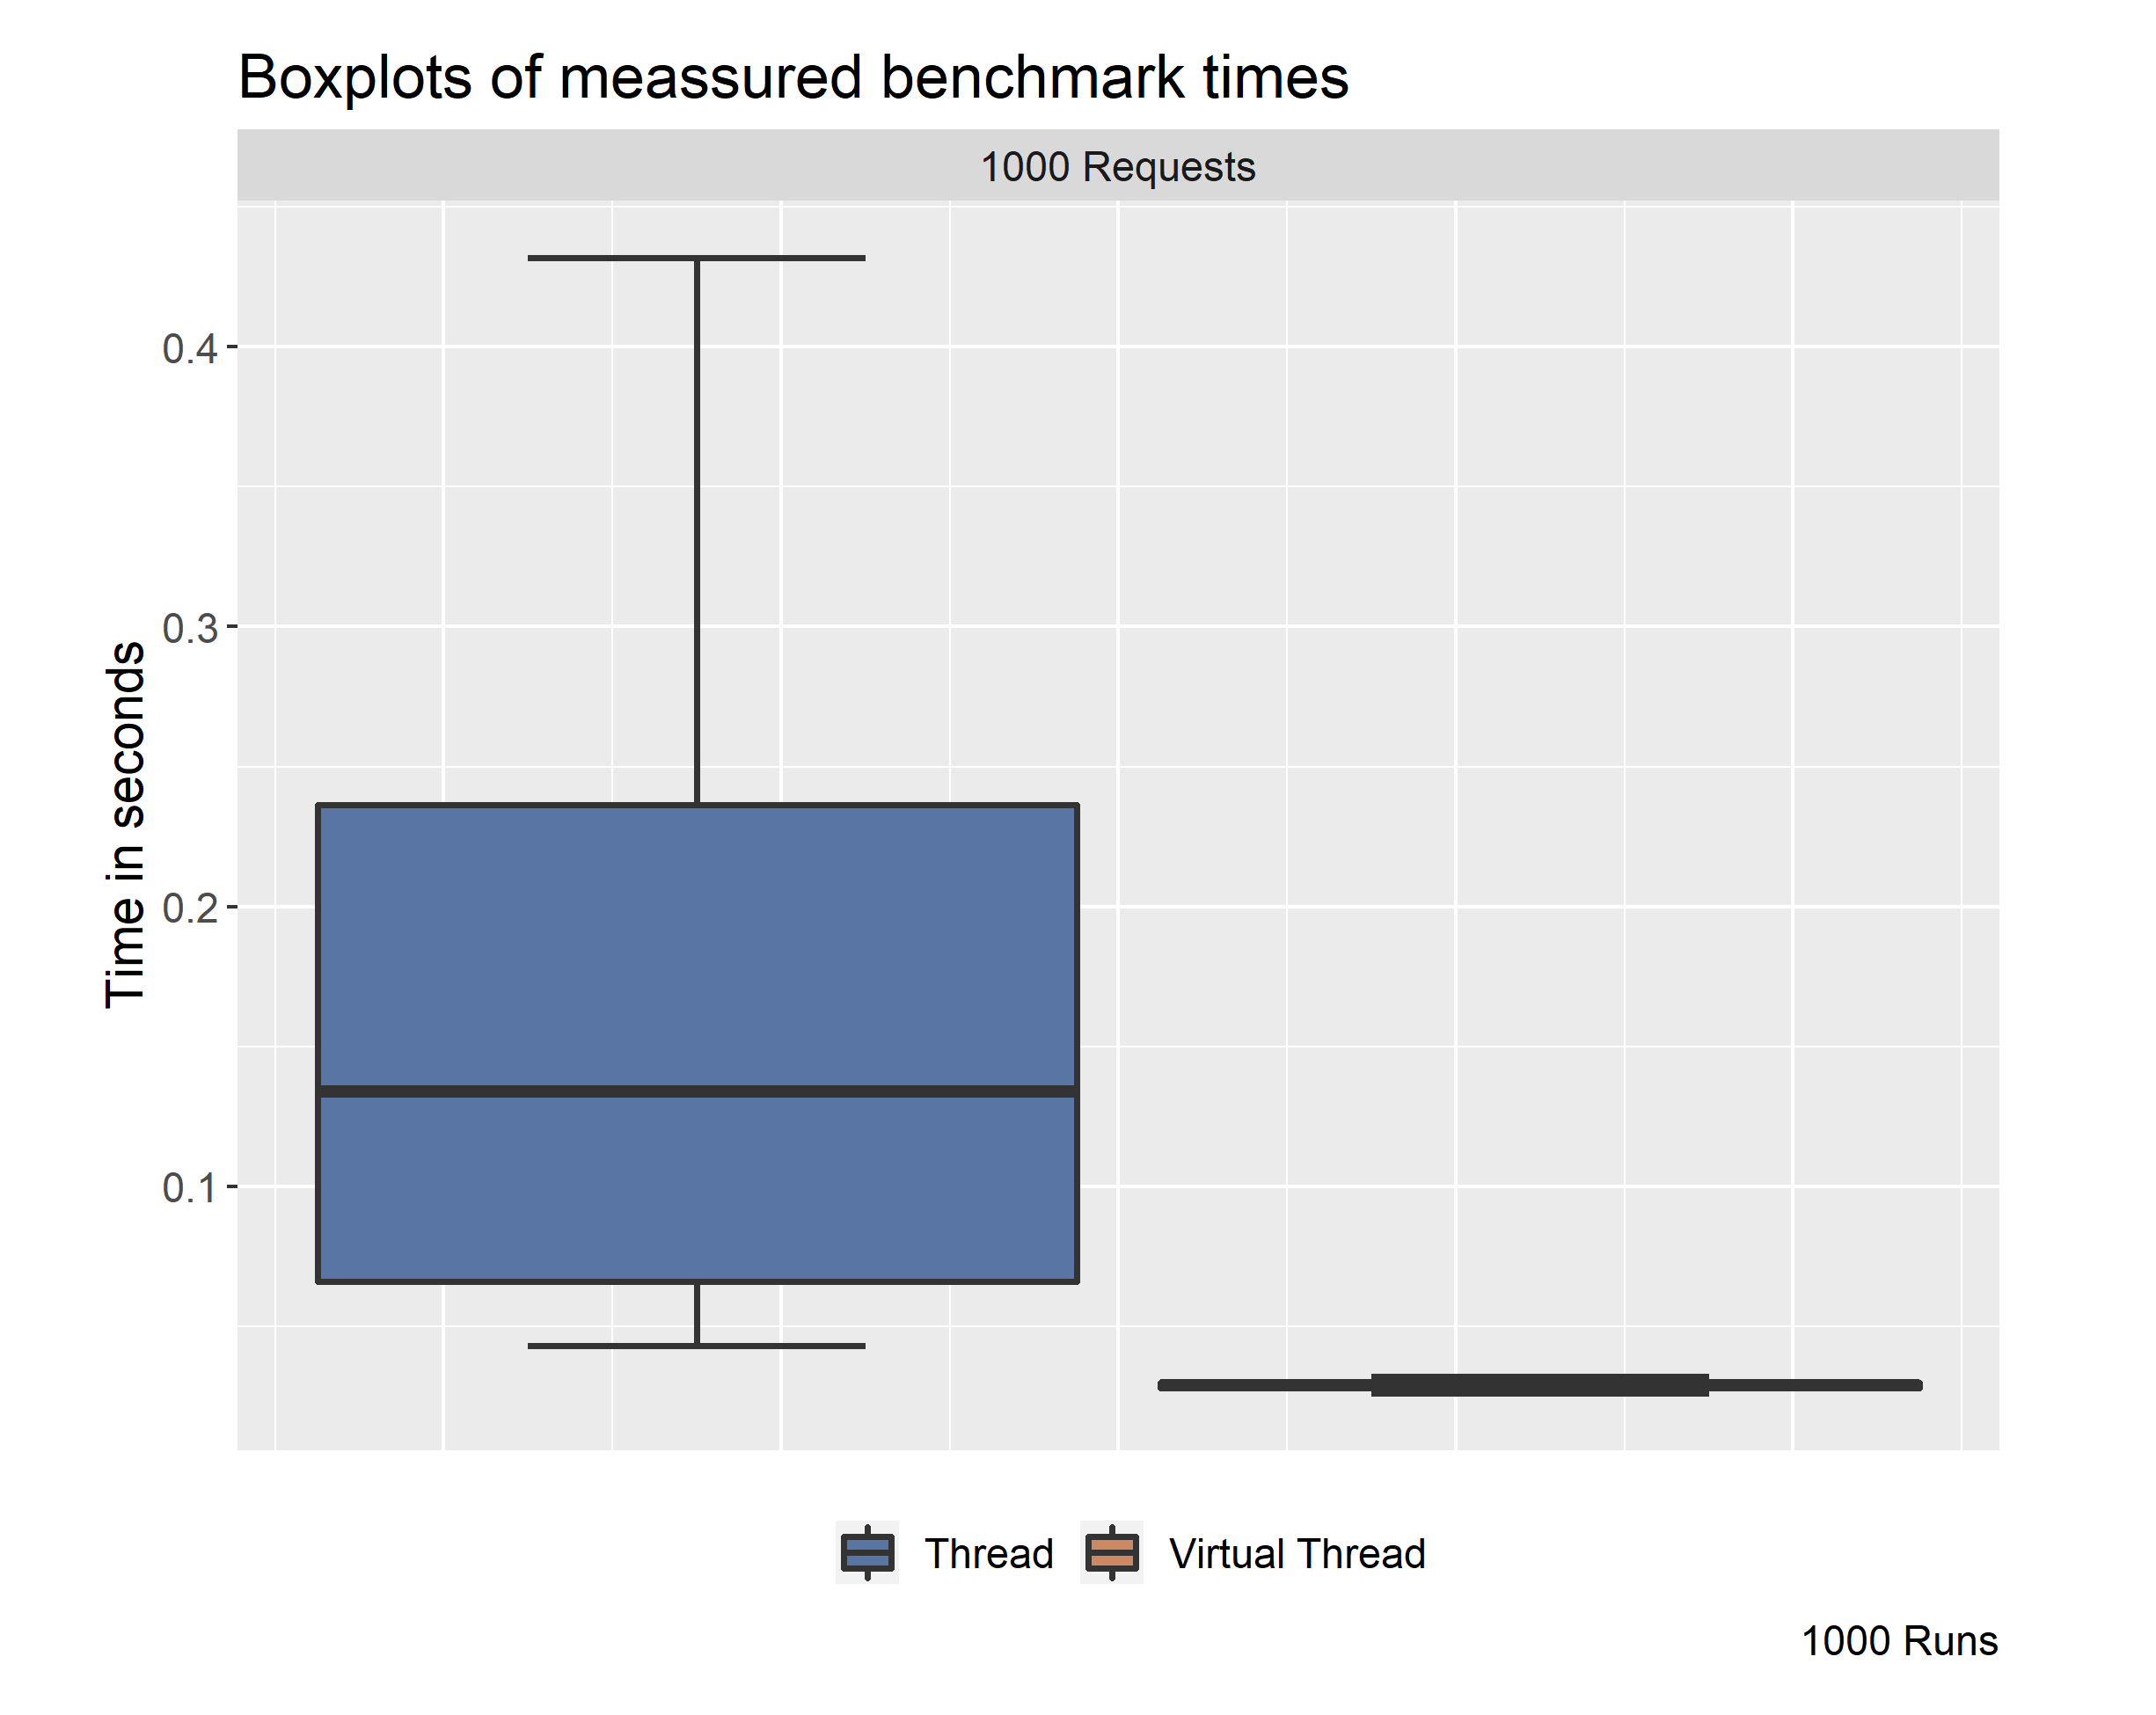 Boxplots of meassured benchmark times
1000 Requests
Time in seconds
0.4
0.3
0.2
0.1
Thread
Virtual Thread
1000 Runs